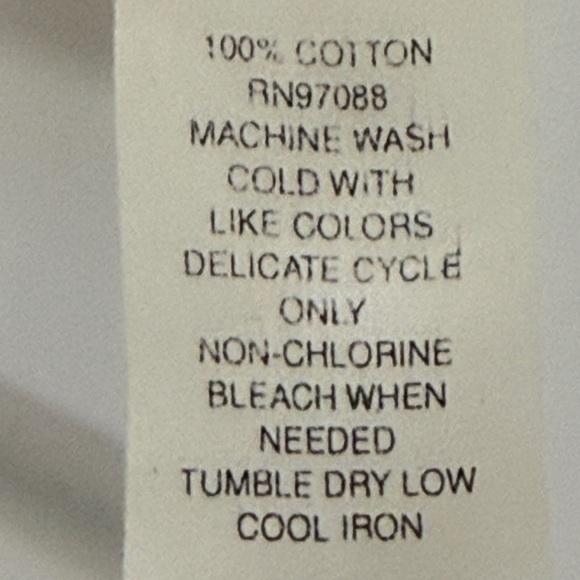 100% COTTON
RN97088
MACHINE WASH
COLD WITH
LIKE COLORS
DELICATE CYCLE
ONLY
NON-CHLORINE
BLEACH WHEN
NEEDED
TUMBLE DRY LOW
COOL IRON